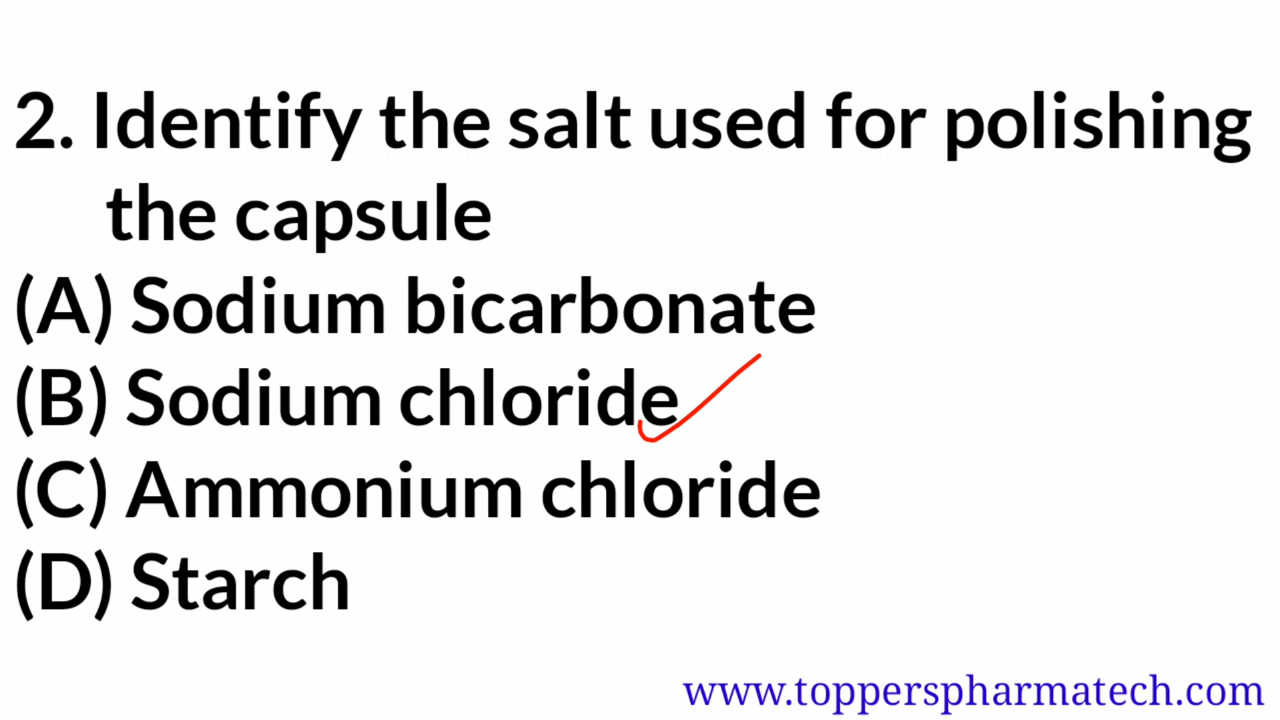 2. Identify the salt used for polishing
the capsule
(A) Sodium bicarbonate
(B) Sodium chloride
(C) Ammonium chloride
(D) Starch
www.topperspharmatech.com